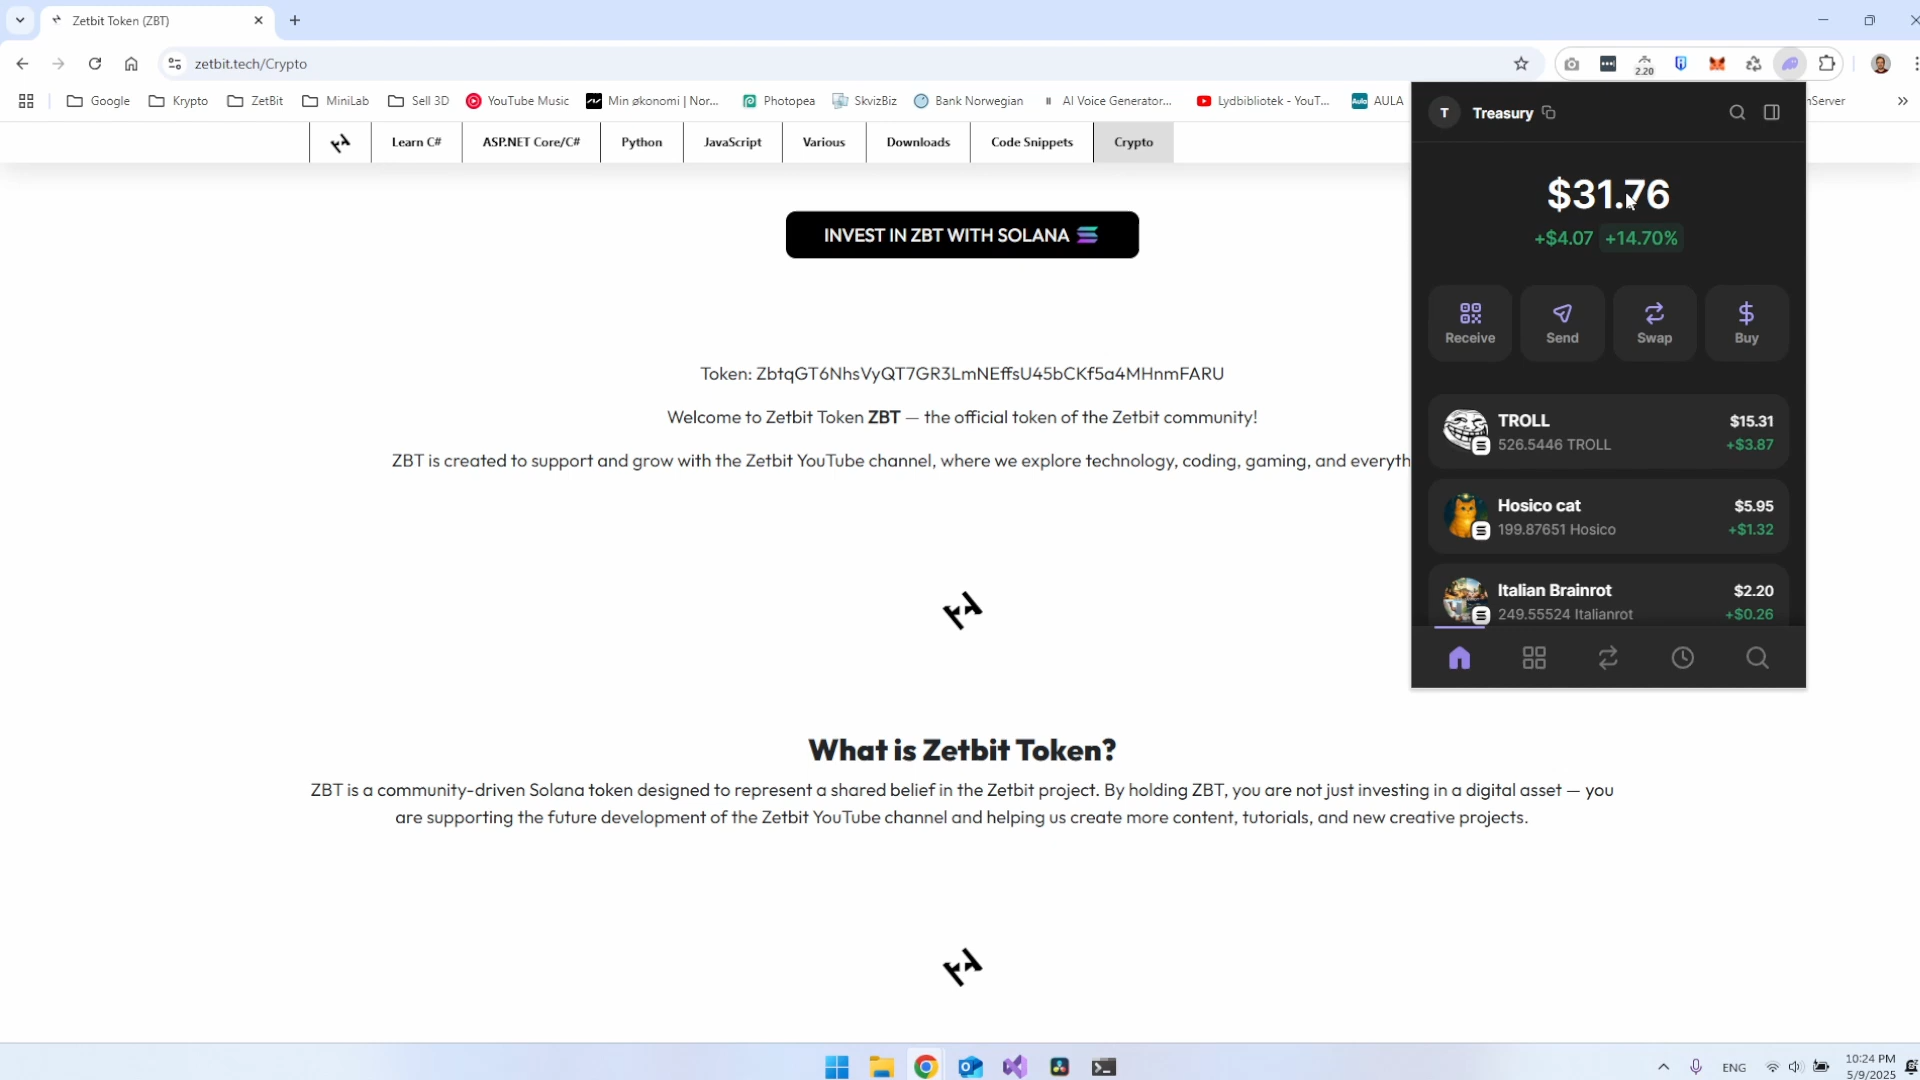 Zetbit Token (ZBT)
zetbit.tech/Crypto
2.20
Google
Krypto
ZetBit
MiniLab
Sell 3D
YouTube Music
Min økonomi | Nor...
Photopea
SkvizBiz
Bank Norwegian
AI Voice Generator...
Lydbibliotek - YouT...
AULA
nServer
Learn C#
ASP.NET Core/C#
Python
JavaScript
Various
Downloads
Code Snippets
Crypto
INVEST IN ZBT WITH SOLANA
Token: ZbtqGT6NhsVyQT7GR3LmNEffsU45bCKf5a4MHnmFARU
Welcome to Zetbit Token ZBT — the official token of the Zetbit community!
ZBT is created to support and grow with the Zetbit YouTube channel, where we explore technology, coding, gaming, and everyth
What is Zetbit Token?
ZBT is a community-driven Solana token designed to represent a shared belief in the Zetbit project. By holding ZBT, you are not just investing in a digital asset — you
are supporting the future development of the Zetbit YouTube channel and helping us create more content, tutorials, and new creative projects.
T
Treasury
$31.76
+$4.07 +14.70%
Receive
Send
Swap
Buy
TROLL
$15.31
526.5446 TROLL
+$3.87
Hosico cat
$5.95
199.87651 Hosico
+$1.32
Italian Brainrot
$2.20
249.55524 Italianrot
+$0.26
ENG
10:24 PM
5/9/2025